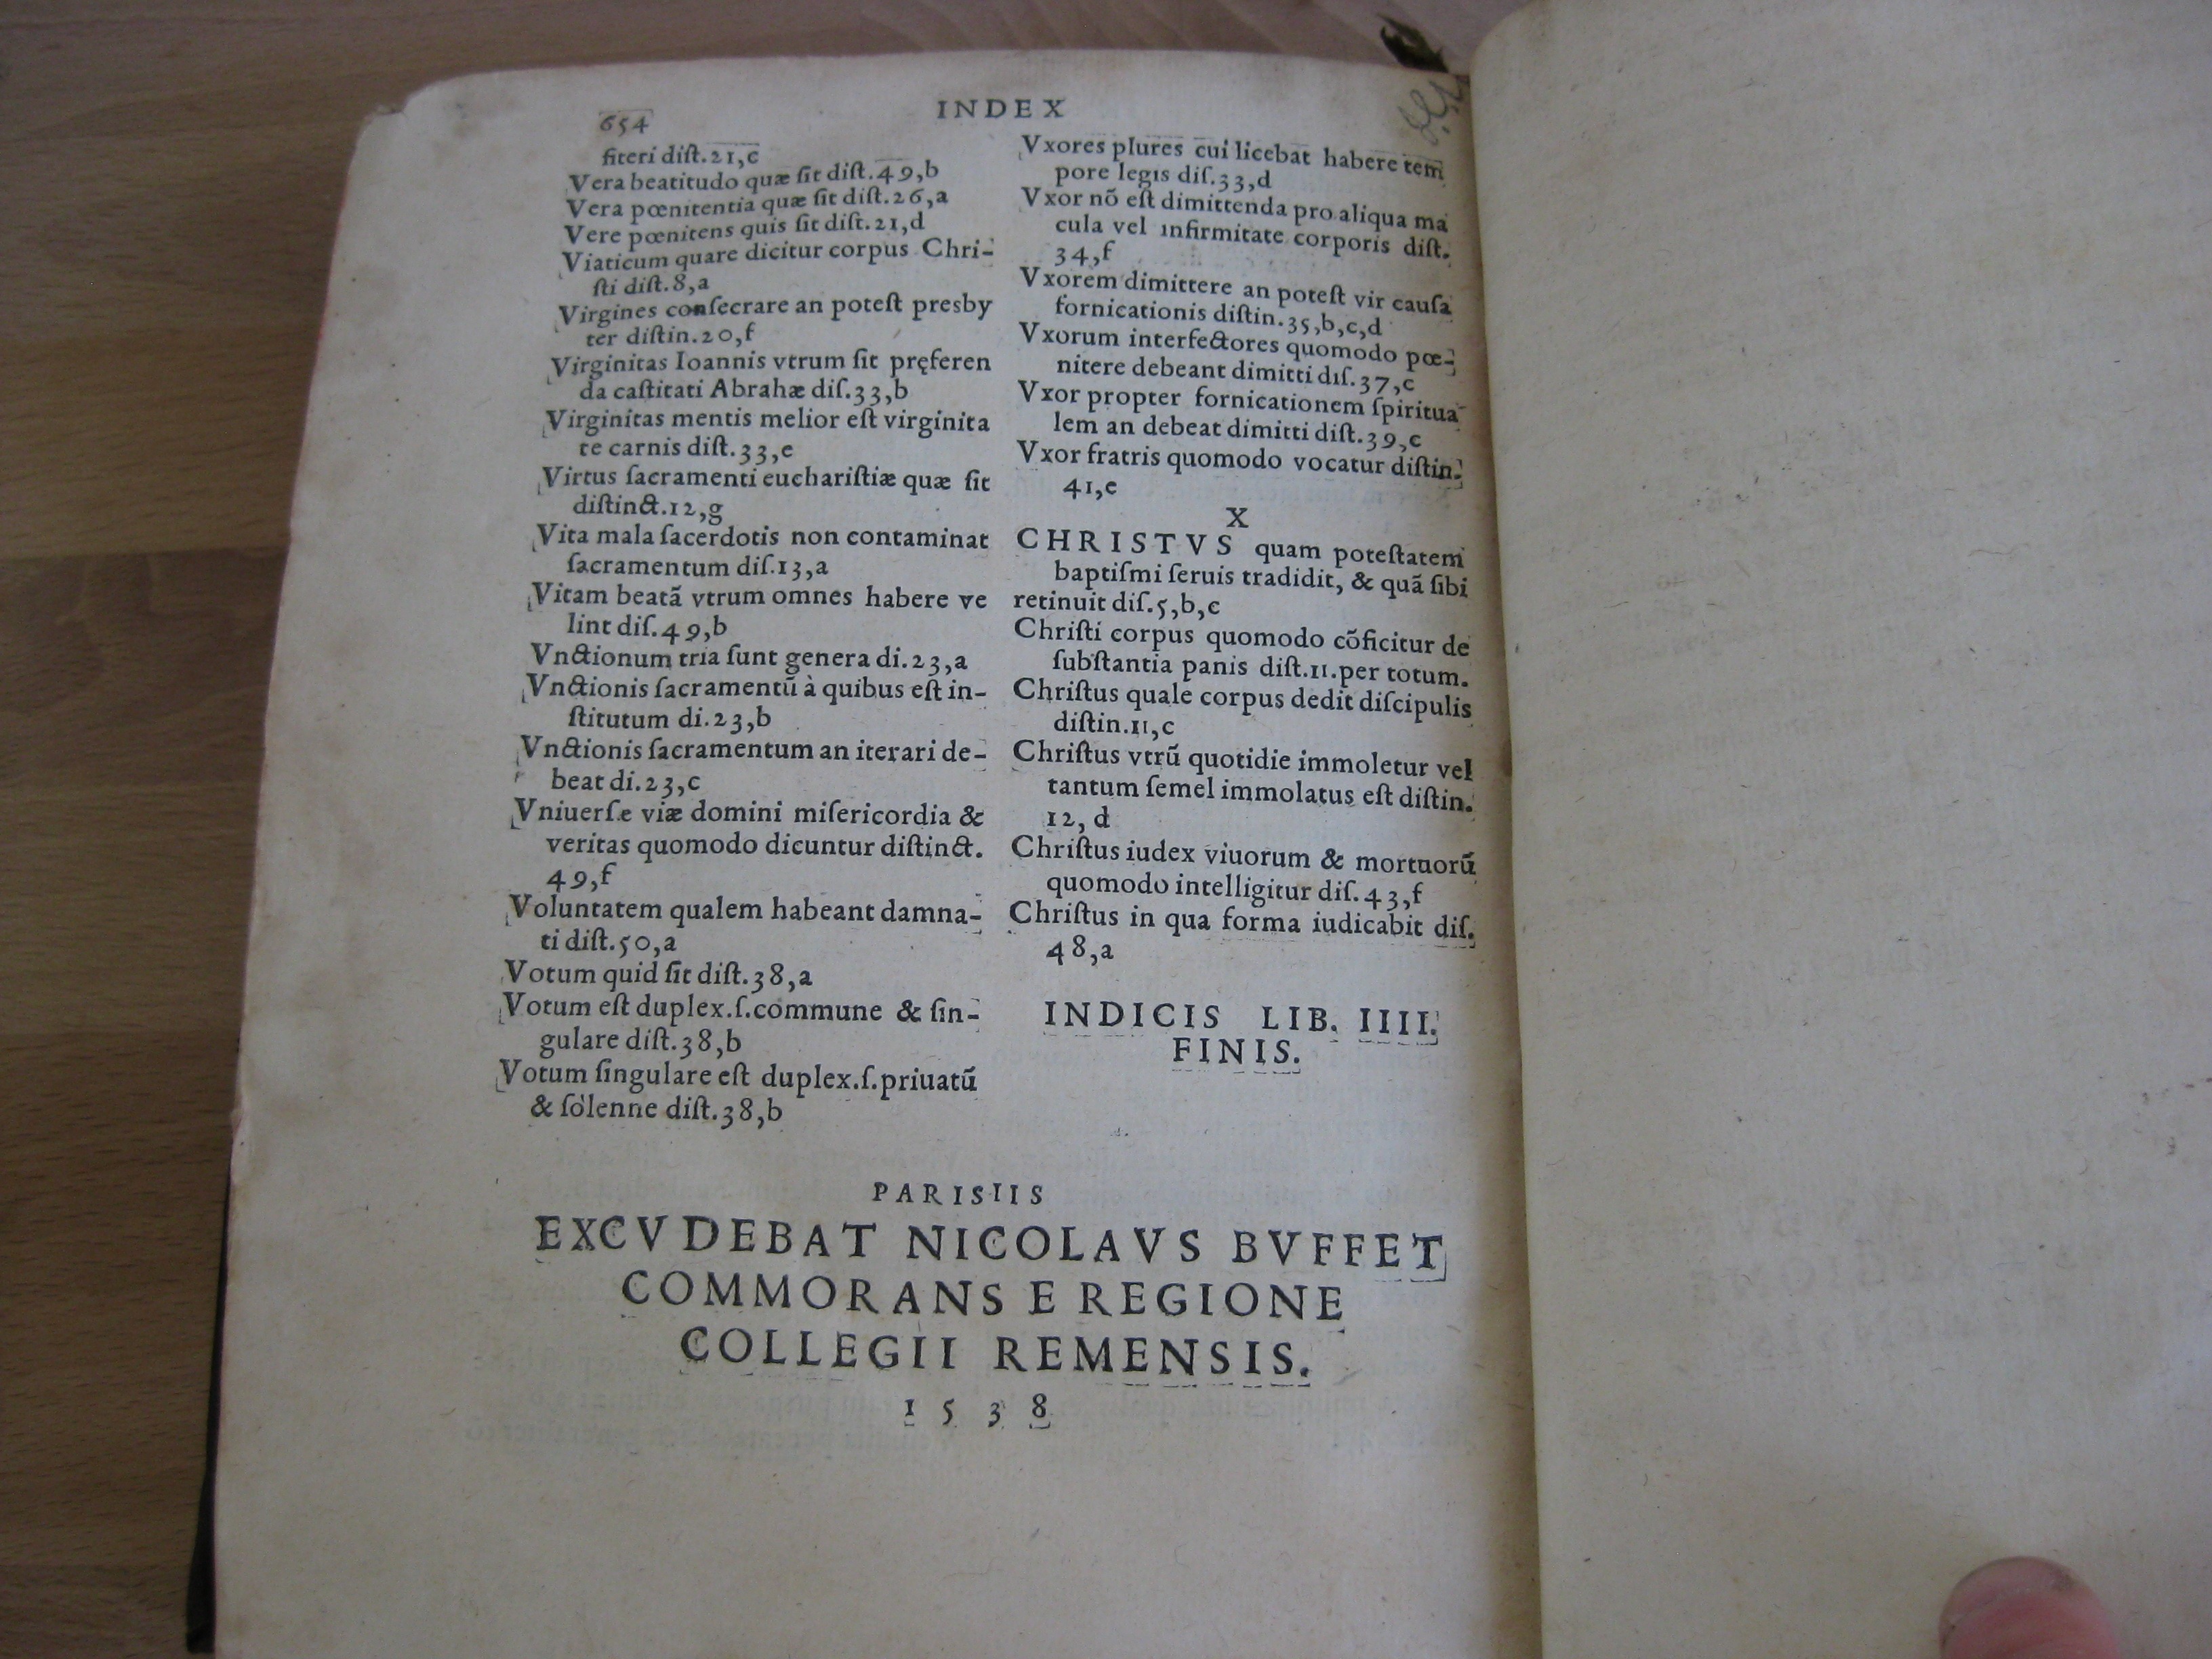 654
INDEX
fiteri dist.21,c
Vera beatitudo quæ ſit diſt.49,b
Vera pœnitentia quæ ſit diſt.26,a
Vere pœnitens quis ſit diſt.21,d
Viaticum quare dicitur corpus Chri-
ſti diſt.8,a
Virgines conſecrare an poteſt presby
ter diſtin.20,f
Virginitas Ioannis vtrum ſit pręferen
da caſtitati Abrahæ diſ.33,b
Virginitas mentis melior eſt virginita
te carnis diſt.33,e
Virtus ſacramenti euchariſtiæ quæ ſit
diſtinct.12,g
Vita mala ſacerdotis non contaminat
ſacramentum diſ.13,a
Vitam beatã vtrum omnes habere ve
lint diſ.49,b
Vnctionum tria ſunt genera di.23,a
Vnctionis ſacramentũ à quibus eſt in-
ſtitutum di.23,b
Vnctionis ſacramentum an iterari de-
beat di.23,c
Vniuerſæ viæ domini miſericordia &
veritas quomodo dicuntur diſtinct.
49,f
Voluntatem qualem habeant damna-
ti diſt.50,a
Votum quid ſit diſt.38,a
Votum eſt duplex.ſ.commune & ſin-
gulare diſt.38,b
Votum ſingulare eſt duplex.ſ.priuatũ
& ſolenne diſt.38,b
Vxores plures cui licebat habere tem
pore legis diſ.33,d
Vxor nõ eſt dimittenda pro aliqua ma
cula vel infirmitate corporis diſt.
34,f
Vxorem dimittere an poteſt vir cauſa
fornicationis diſtin.35,b,c,d
Vxorum interfectores quomodo pœ-
nitere debeant dimitti diſ.37,c
Vxor propter fornicationem ſpiritua
lem an debeat dimitti diſt.39,c
Vxor fratris quomodo vocatur diſtin.
41,e
X
CHRISTVS quam poteſtatem
baptiſmi ſeruis tradidit, & quã ſibi
retinuit diſ.5,b,c
Chriſti corpus quomodo cõficitur de
ſubſtantia panis diſt.11.per totum.
Chriſtus quale corpus dedit diſcipulis
diſtin.11,c
Chriſtus vtrũ quotidie immoletur vel
tantum ſemel immolatus eſt diſtin.
12, d
Chriſtus iudex viuorum & mortuorũ
quomodo intelligitur diſ.43,f
Chriſtus in qua forma iudicabit diſ.
48,a
INDICIS LIB. IIII.
FINIS.
PARISIIS
EXCVDEBAT NICOLAVS BVFFET
COMMORANS E REGIONE
COLLEGII REMENSIS.
1538